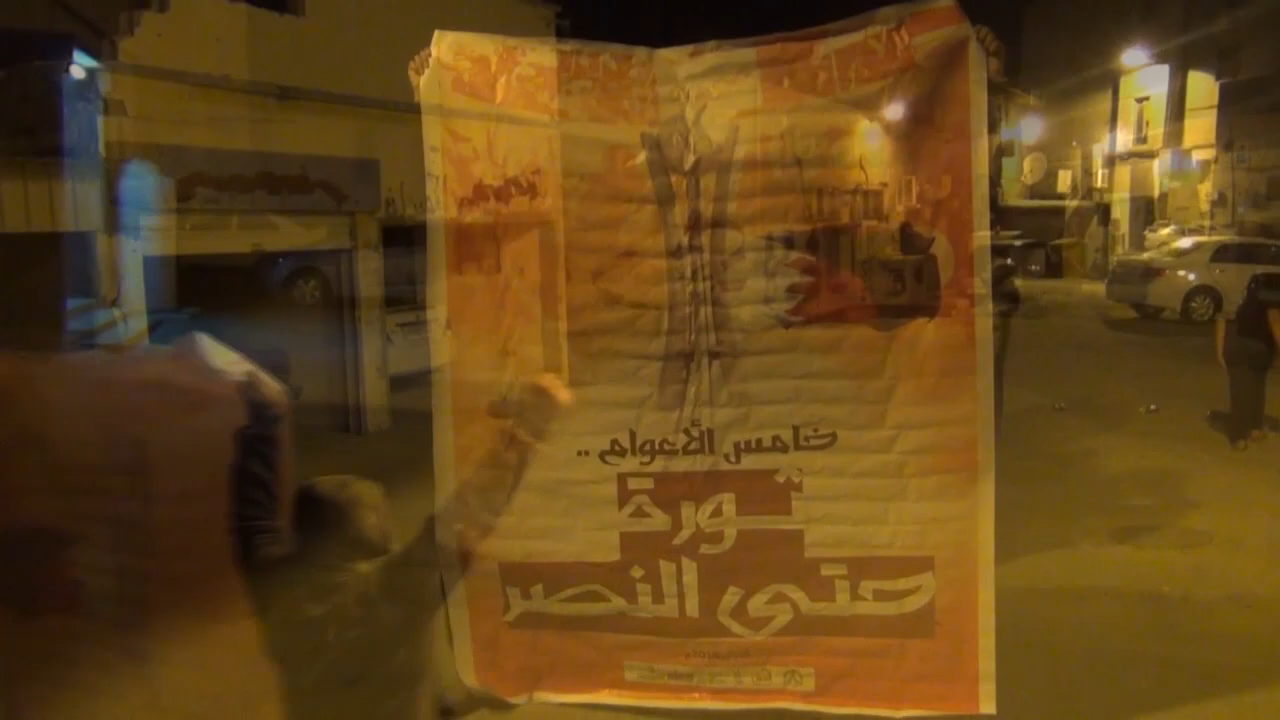 خامس الأعوام ..
ثورة
حتى النصر